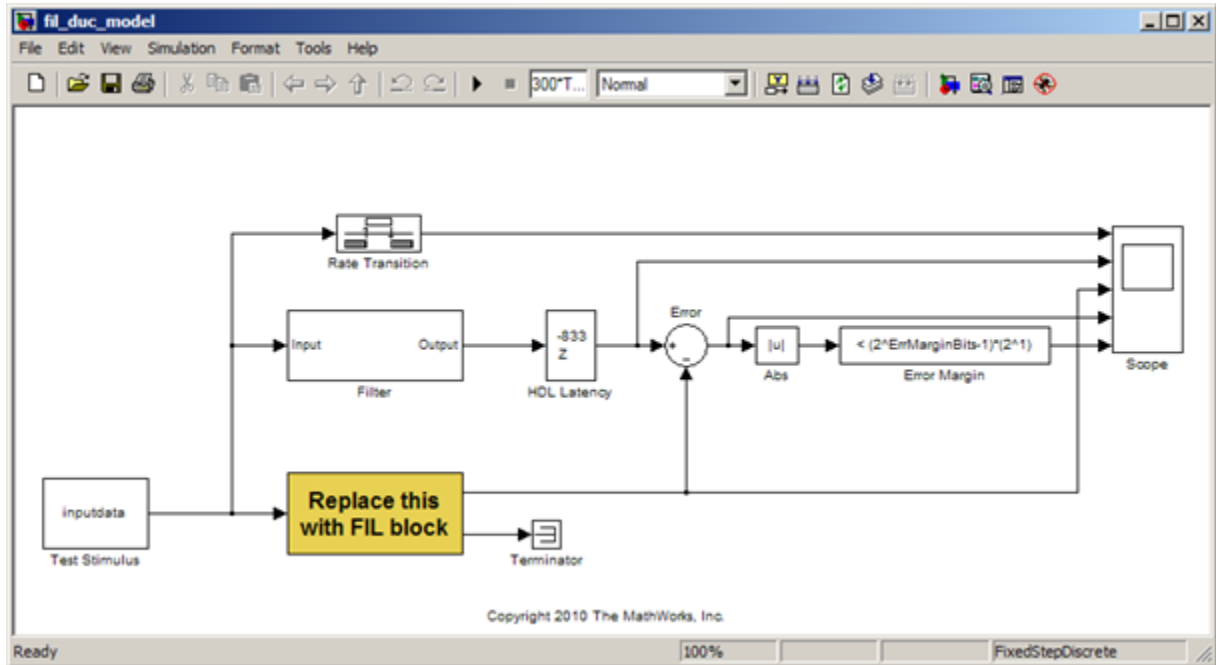 fil_duc_model
File Edit View Simulation Format Tools Help
300*T... Normal
Rate Transition
Input Output
Filter
-833
Z
HDL Latency
Error
+
−
|u|
Abs
< (2^ErrMarginBits-1)*(2^1)
Error Margin
Scope
inputdata
Test Stimulus
Replace this
with FIL block
Terminator
Copyright 2010 The MathWorks, Inc.
Ready 100% FixedStepDiscrete